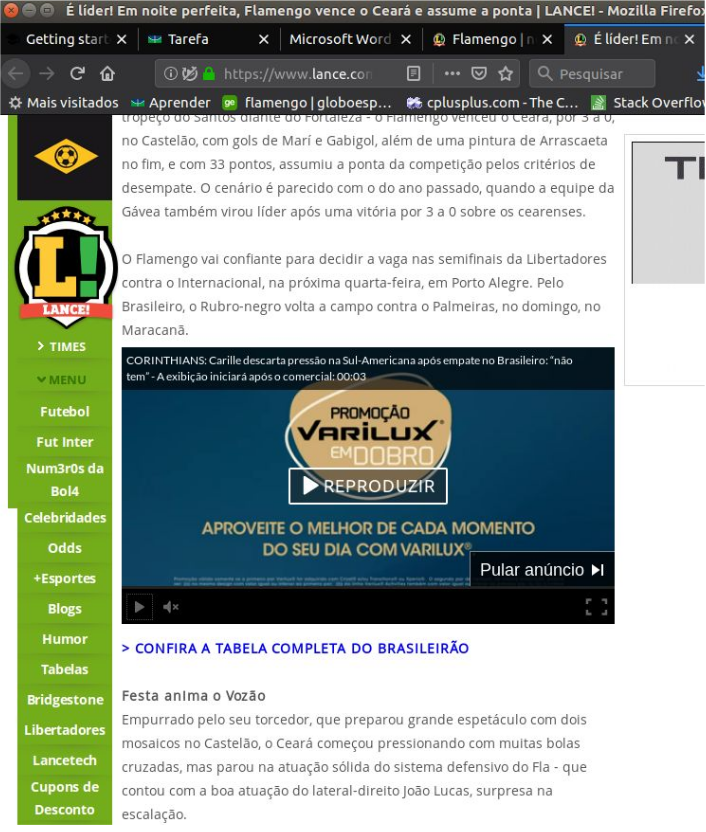 É líder! Em noite perfeita, Flamengo vence o Ceará e assume a ponta | LANCE! - Mozilla Firefo
Getting start
Tarefa
Microsoft Word
Flamengo | n
É líder! Em no
https://www.lance.con
Pesquisar
Mais visitados
Aprender
flamengo | globoesp...
cplusplus.com - The C...
Stack Overflow
tropeço do Santos diante do Fortaleza - o Flamengo venceu o Ceará, por 3 a 0,
no Castelão, com gols de Marí e Gabigol, além de uma pintura de Arrascaeta
no fim, e com 33 pontos, assumiu a ponta da competição pelos critérios de
desempate. O cenário é parecido com o do ano passado, quando a equipe da
Gávea também virou líder após uma vitória por 3 a 0 sobre os cearenses.
O Flamengo vai confiante para decidir a vaga nas semifinais da Libertadores
contra o Internacional, na próxima quarta-feira, em Porto Alegre. Pelo
Brasileiro, o Rubro-negro volta a campo contra o Palmeiras, no domingo, no
Maracanã.
L!
LANCE!
TIMES
MENU
Futebol
Fut Inter
Num3r0s da
Bol4
Celebridades
Odds
+Esportes
Blogs
Humor
Tabelas
Bridgestone
Libertadores
Lancetech
Cupons de
Desconto
CORINTHIANS: Carille descarta pressão na Sul-Americana após empate no Brasileiro: “não
tem” - A exibição iniciará após o comercial: 00:03
PROMOÇÃO
VARILUX
EM DOBRO
REPRODUZIR
APROVEITE O MELHOR DE CADA MOMENTO
DO SEU DIA COM VARILUX®
Pular anúncio
> CONFIRA A TABELA COMPLETA DO BRASILEIRÃO
Festa anIma o Vozão
Empurrado pelo seu torcedor, que preparou grande espetáculo com dois
mosaicos no Castelão, o Ceará começou pressionando com muitas bolas
cruzadas, mas parou na atuação sólida do sistema defensivo do Fla - que
contou com a boa atuação do lateral-direito João Lucas, surpresa na
escalação.